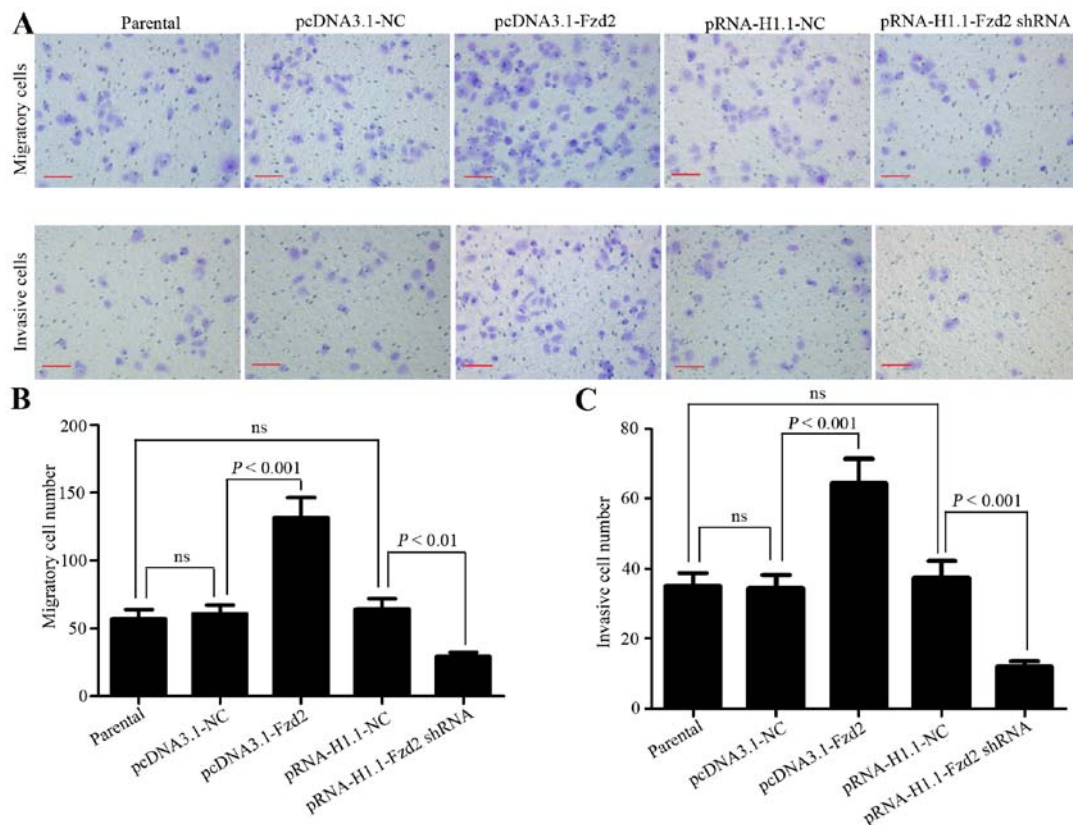 A
Parental
pcDNA3.1-NC
pcDNA3.1-Fzd2
pRNA-H1.1-NC
pRNA-H1.1-Fzd2 shRNA
Migratory cells
Invasive cells
B
Migratory cell number
200
150
100
50
0
ns
ns
P < 0.001
P < 0.01
Parental
pcDNA3.1-NC
pcDNA3.1-Fzd2
pRNA-H1.1-NC
pRNA-H1.1-Fzd2 shRNA
C
Invasive cell number
80
60
40
20
0
ns
P < 0.001
ns
P < 0.001
Parental
pcDNA3.1-NC
pcDNA3.1-Fzd2
pRNA-H1.1-NC
pRNA-H1.1-Fzd2 shRNA